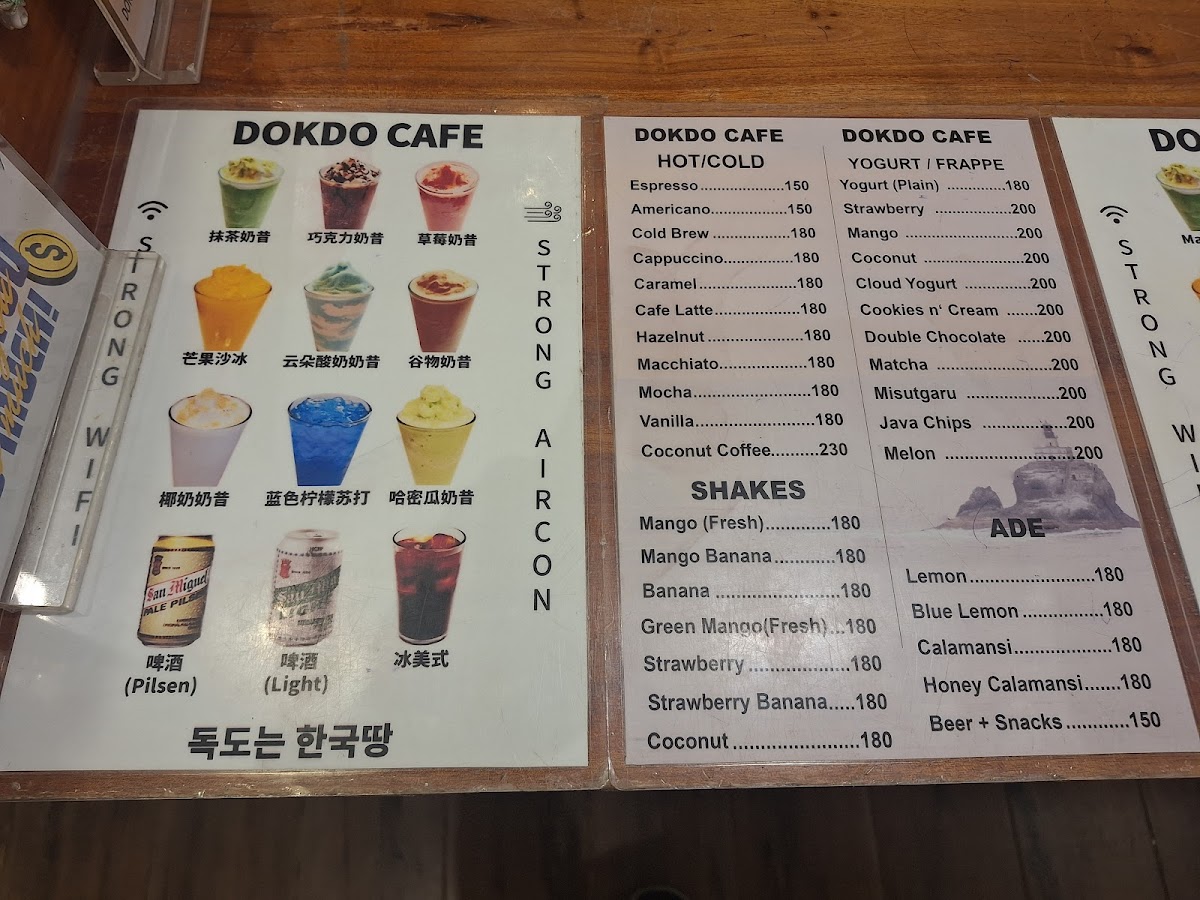 DOKDO CAFE
STRONG WIFI
抹茶奶昔
巧克力奶昔
草莓奶昔
芒果沙冰
云朵酸奶奶昔
谷物奶昔
椰奶奶昔
蓝色柠檬苏打
哈密瓜奶昔
San Miguel
PALE PILSEN
啤酒
(Pilsen)
啤酒
(Light)
冰美式
STRONG AIRCON
독도는 한국땅
DOKDO CAFE
HOT/COLD
Espresso....................150
Americano..................150
Cold Brew ...................180
Cappuccino.................180
Caramel .......................180
Cafe Latte....................180
Hazelnut .......................180
Macchiato.....................180
Mocha............................180
Vanilla............................180
Coconut Coffee...........230
SHAKES
Mango (Fresh).............180
Mango Banana.............180
Banana .........................180
Green Mango(Fresh)...180
Strawberry ....................180
Strawberry Banana.....180
Coconut ........................180
DOKDO CAFE
YOGURT / FRAPPE
Yogurt (Plain) ..............180
Strawberry ..................200
Mango ..........................200
Coconut .......................200
Cloud Yogurt ...............200
Cookies n' Cream .......200
Double Chocolate ......200
Matcha ..........................200
Misutgaru ....................200
Java Chips ..................200
Melon ...........................200
ADE
Lemon..........................180
Blue Lemon ................180
Calamansi...................180
Honey Calamansi.......180
Beer + Snacks ............150
DO
STRONG
Ma